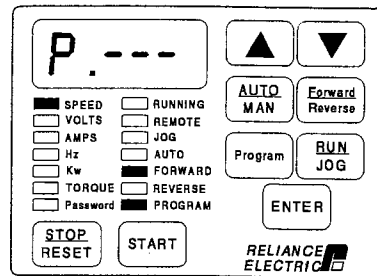 P.---
SPEED RUNNING
VOLTS REMOTE
AMPS JOG
Hz AUTO
Kw FORWARD
TORQUE REVERSE
Password PROGRAM
AUTO
MAN
Forward
Reverse
Program
RUN
JOG
ENTER
STOP
RESET
START
RELIANCE
ELECTRIC